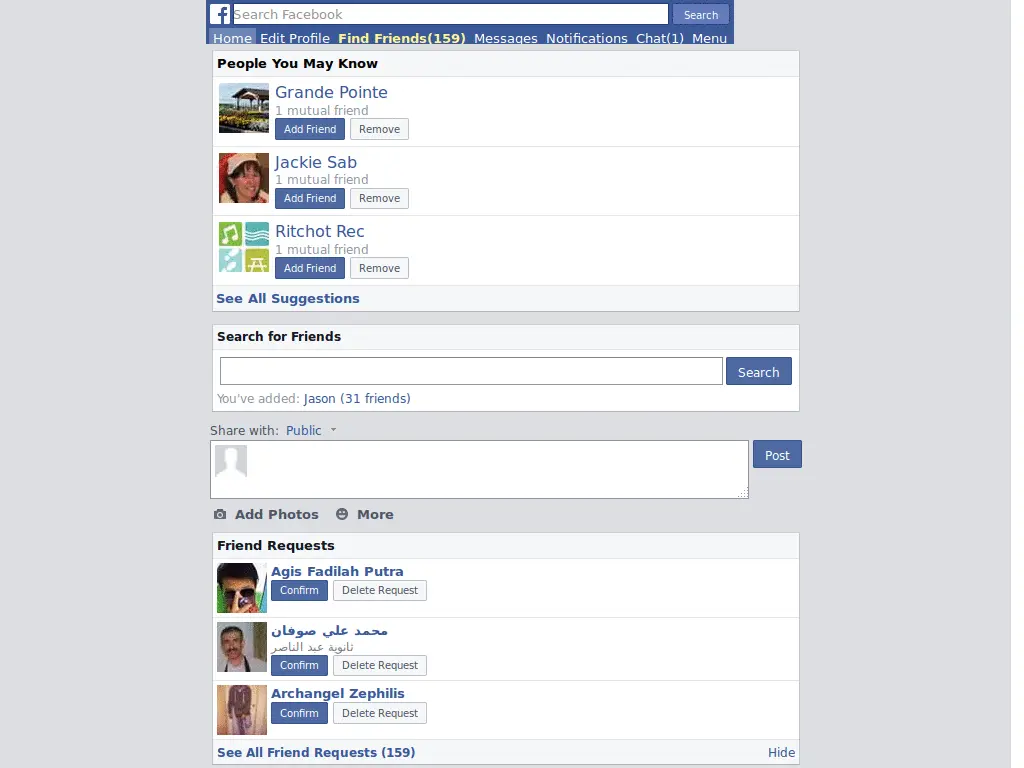 Search Facebook
Search
Home Edit Profile Find Friends(159) Messages Notifications Chat(1) Menu
People You May Know
Grande Pointe
1 mutual friend
Add Friend Remove
Jackie Sab
1 mutual friend
Add Friend Remove
Ritchot Rec
1 mutual friend
Add Friend Remove
See All Suggestions
Search for Friends
Search
You've added: Jason (31 friends)
Share with: Public
Post
Add Photos More
Friend Requests
Agis Fadilah Putra
Confirm Delete Request
محمد علي صوفان
ثانوية عبد الناصر
Confirm Delete Request
Archangel Zephilis
Confirm Delete Request
See All Friend Requests (159) Hide